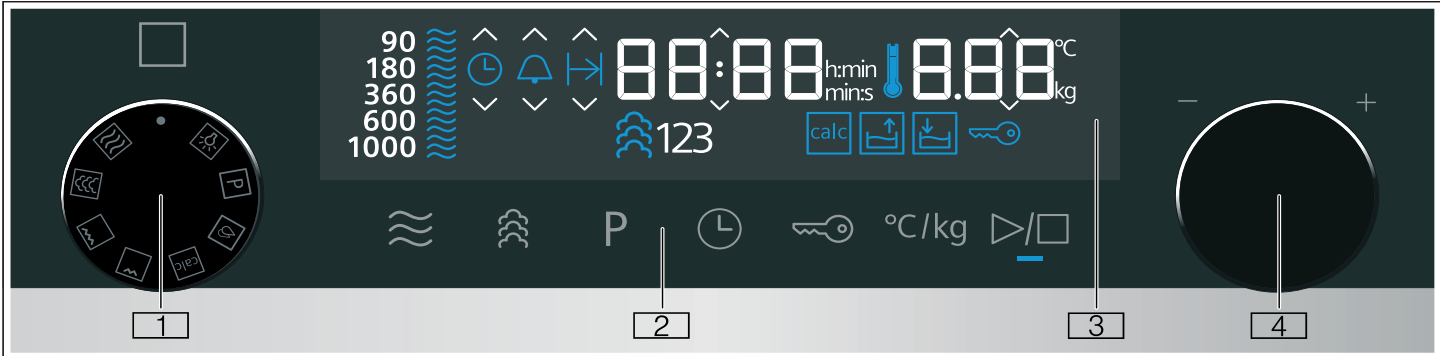 90
180
360
600
1000
88:88
h:min
min:s
8.88
°C
kg
123
calc
− +
P
calc
P °C/kg
1 2 3 4